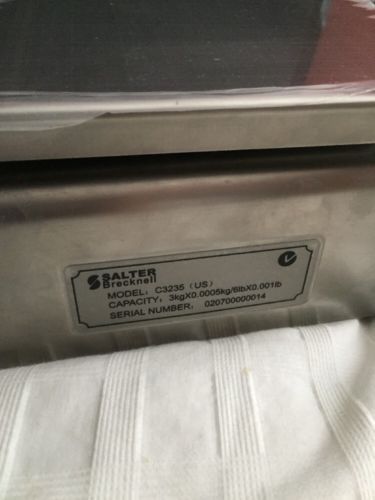 SALTER
Brecknell
MODEL: C3235 (US)
CAPACITY: 3kgX0.0005kg/6lbX0.001lb
SERIAL NUMBER: 020700000014